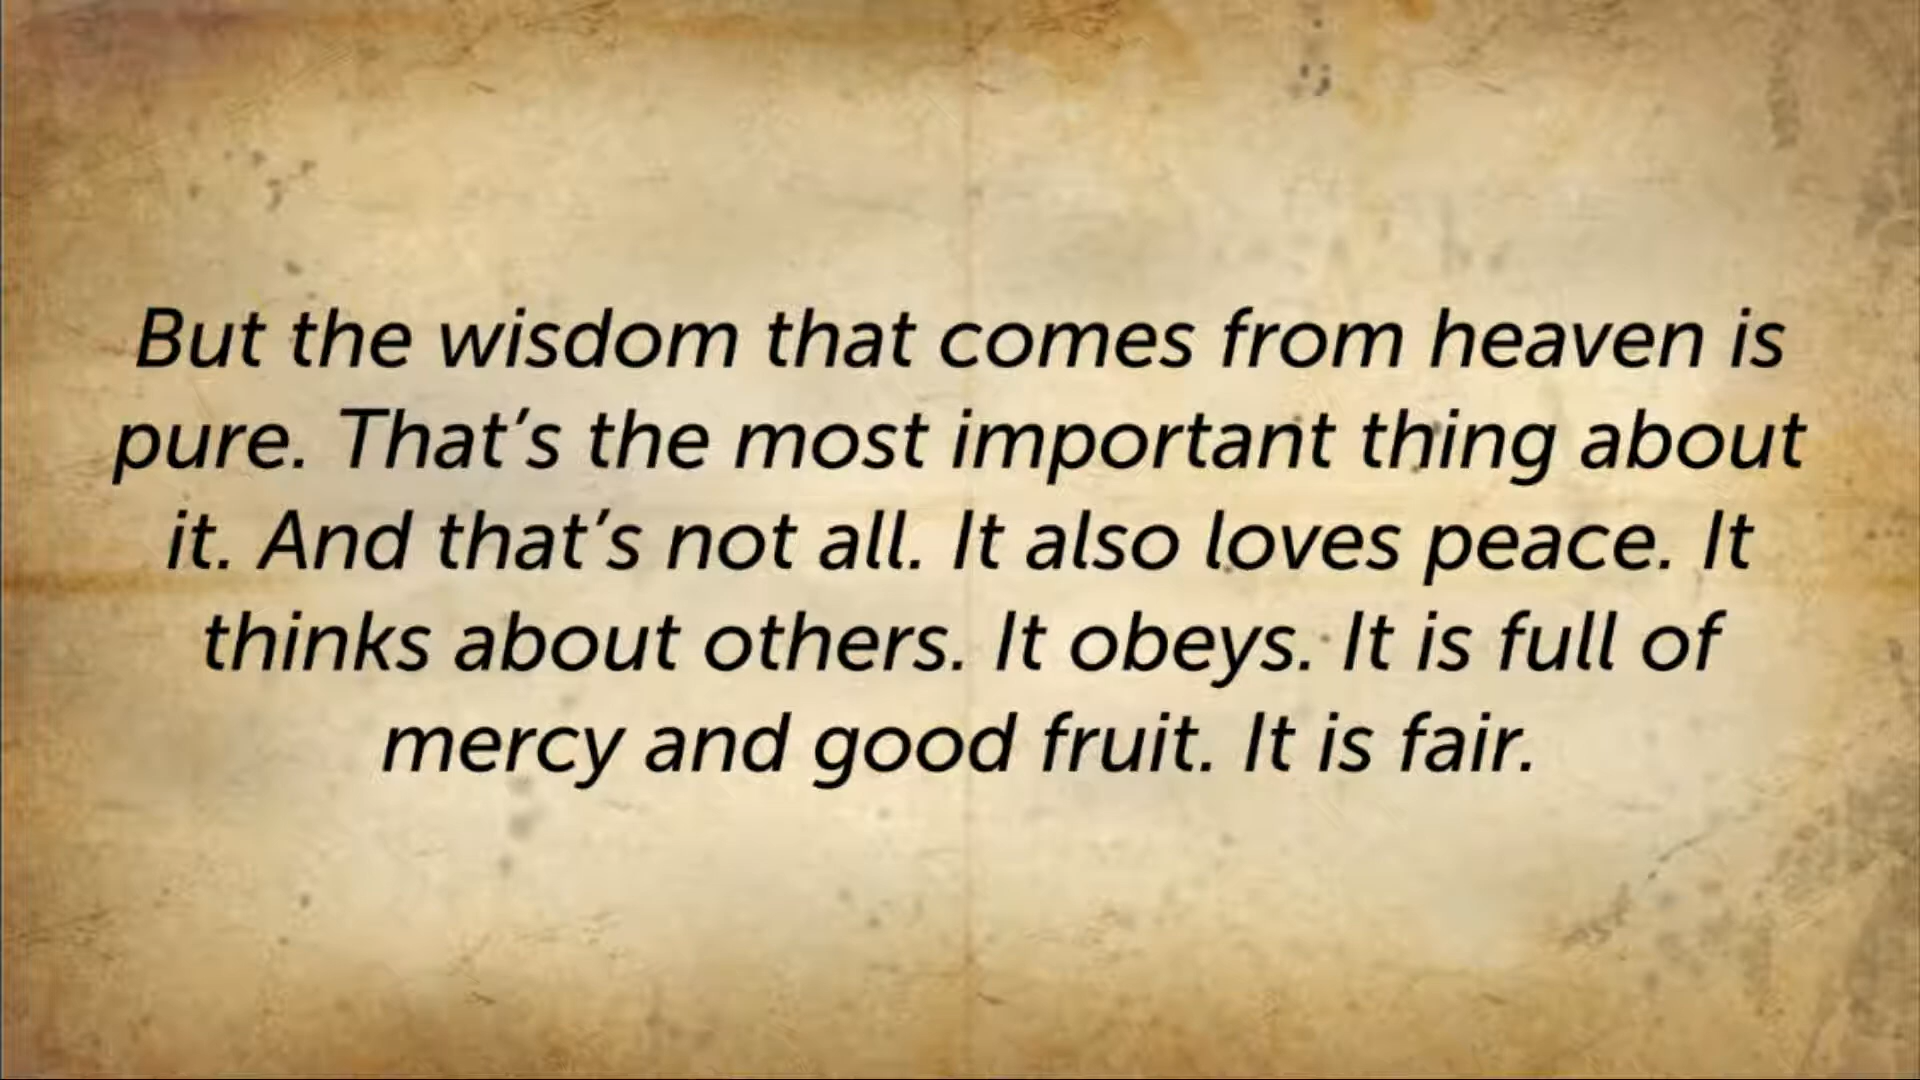 But the wisdom that comes from heaven is
pure. That’s the most important thing about
it. And that’s not all. It also loves peace. It
thinks about others. It obeys. It is full of
mercy and good fruit. It is fair.